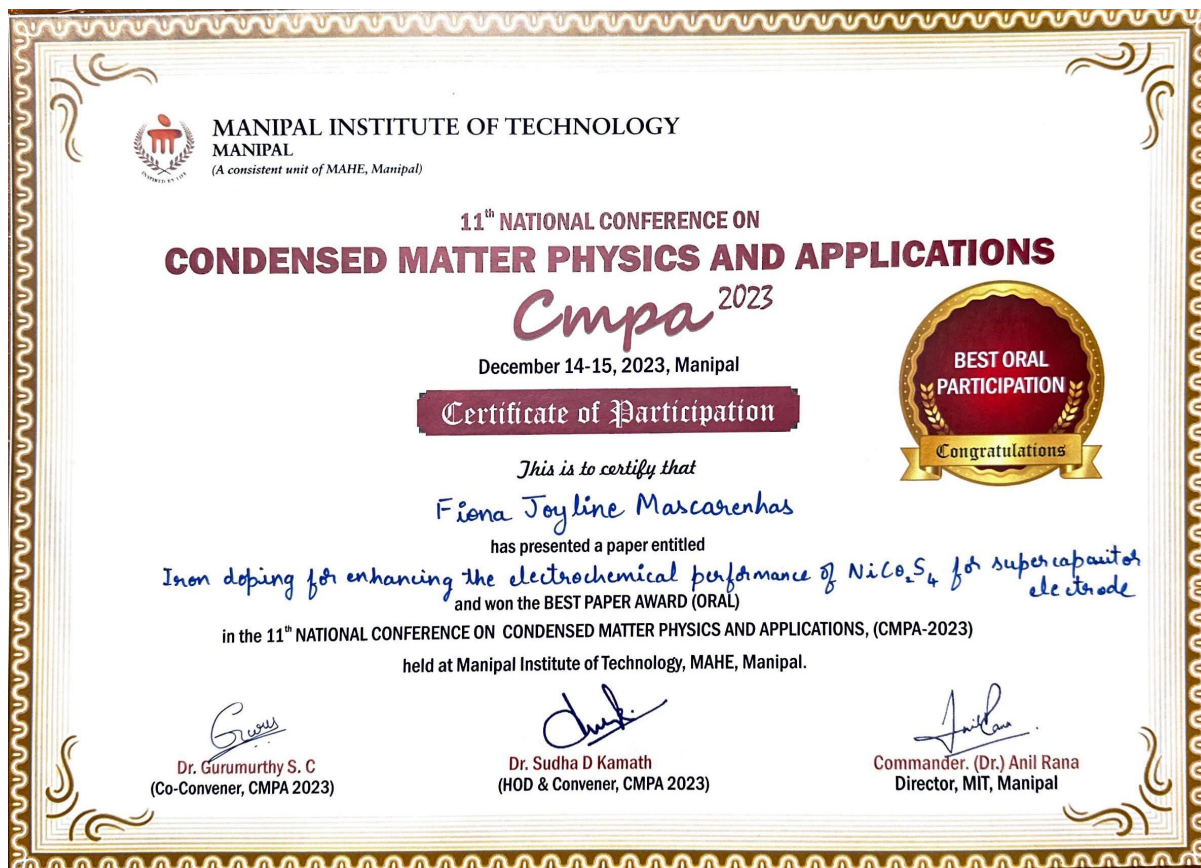 MANIPAL INSTITUTE OF TECHNOLOGY
MANIPAL
(A consistent unit of MAHE, Manipal)
INSPIRED BY LIFE
11th NATIONAL CONFERENCE ON
CONDENSED MATTER PHYSICS AND APPLICATIONS
Cmpa 2023
December 14-15, 2023, Manipal
BEST ORAL
PARTICIPATION
Congratulations
Certificate of Participation
This is to certify that
Fiona Joyline Mascarenhas
has presented a paper entitled
Iron doping for enhancing the electrochemical performance of NiCo₂S₄ for supercapacitor
electrode
and won the BEST PAPER AWARD (ORAL)
in the 11th NATIONAL CONFERENCE ON CONDENSED MATTER PHYSICS AND APPLICATIONS, (CMPA-2023)
held at Manipal Institute of Technology, MAHE, Manipal.
Dr. Gurumurthy S. C
(Co-Convener, CMPA 2023)
Dr. Sudha D Kamath
(HOD & Convener, CMPA 2023)
Commander. (Dr.) Anil Rana
Director, MIT, Manipal